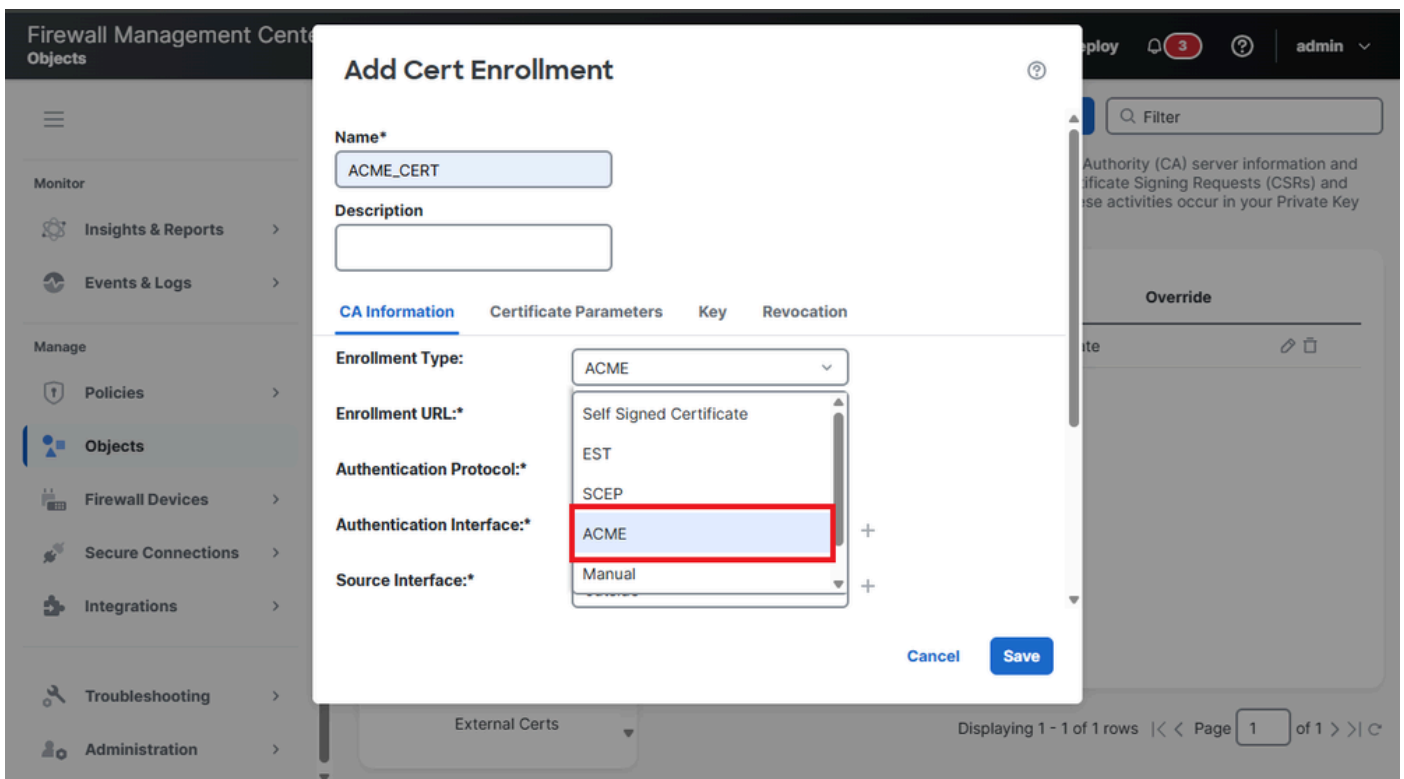 Firewall Management Cente
Objects
eploy
3
admin
Add Cert Enrollment
Name*
ACME_CERT
Description
CA Information
Certificate Parameters
Key
Revocation
Enrollment Type:
ACME
Enrollment URL:*
Self Signed Certificate
EST
Authentication Protocol:*
SCEP
Authentication Interface:*
ACME
Source Interface:*
Manual
Cancel
Save
Monitor
Insights & Reports
Events & Logs
Manage
Policies
Objects
Firewall Devices
Secure Connections
Integrations
Troubleshooting
Administration
Filter
Authority (CA) server information and
tificate Signing Requests (CSRs) and
ese activities occur in your Private Key
Override
ate
External Certs
Displaying 1 - 1 of 1 rows |< < Page 1 of 1 > >|